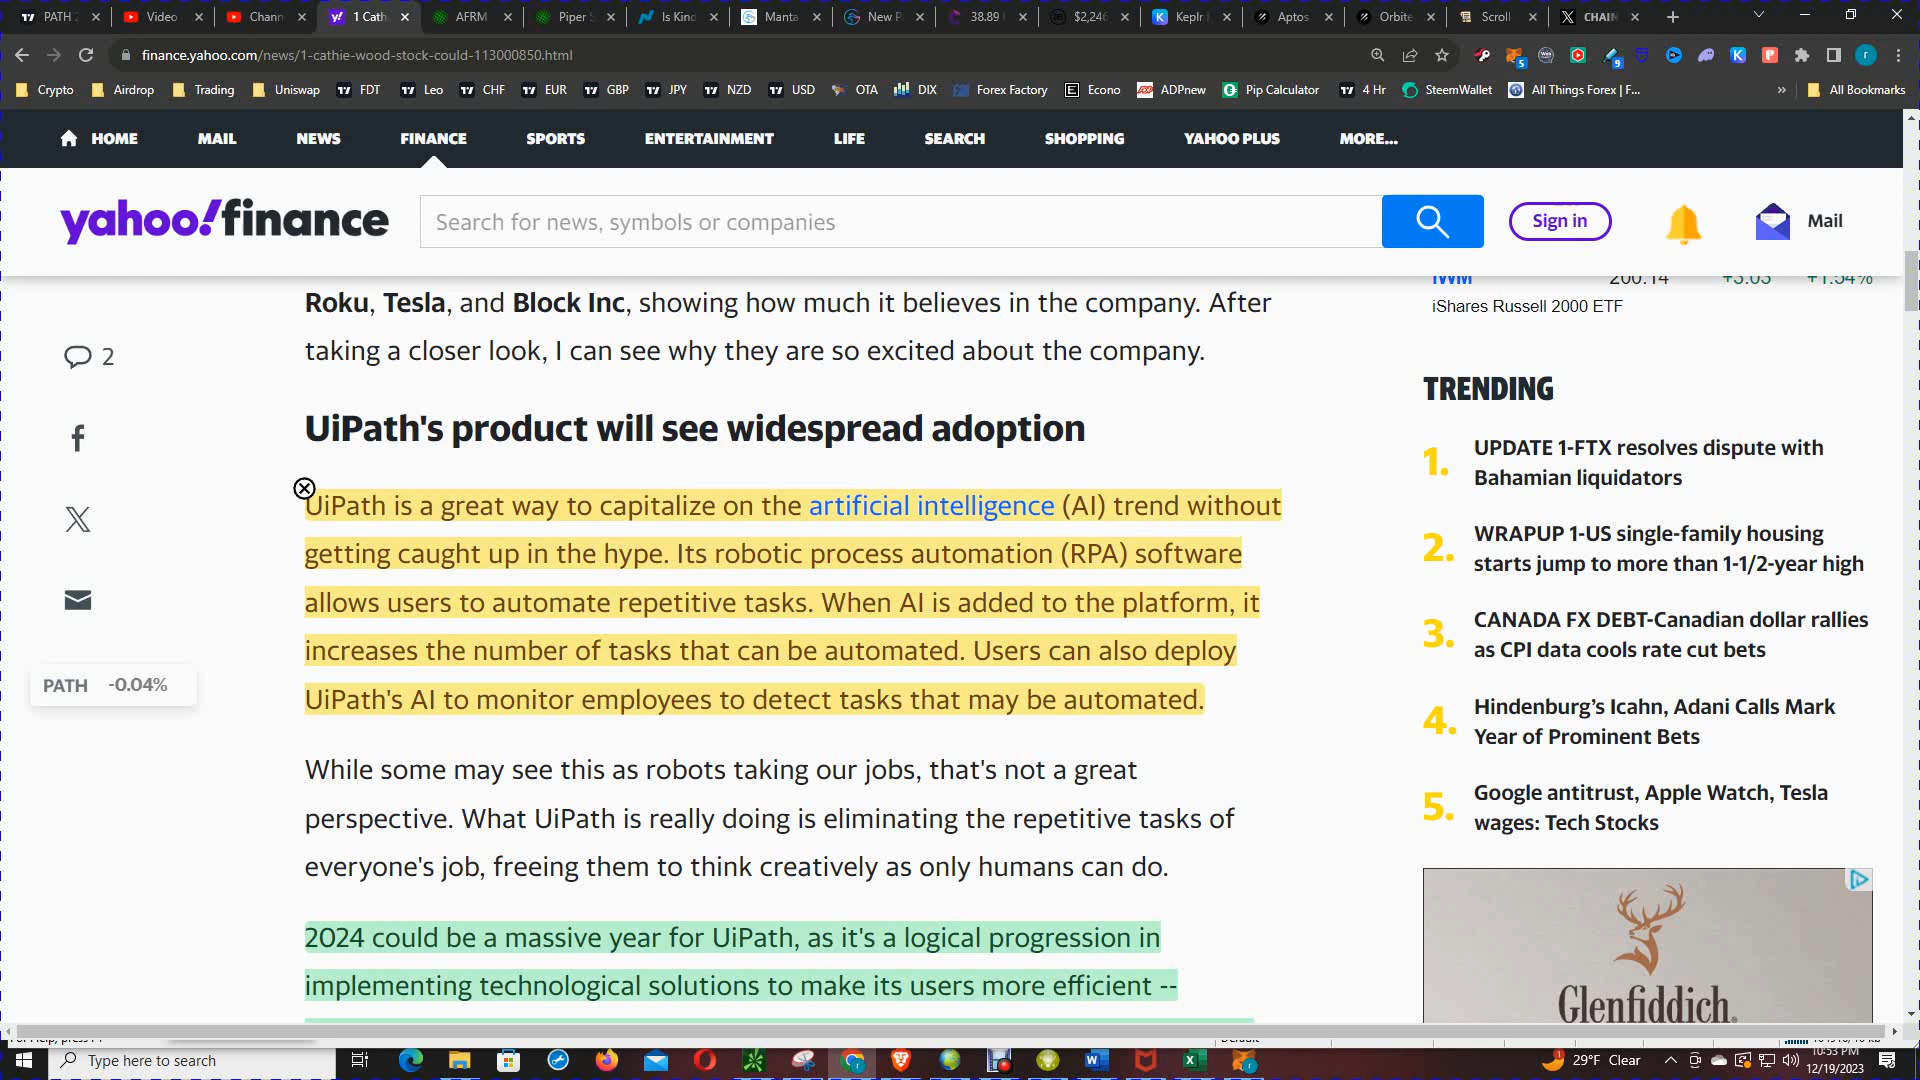 PATH
Video
Chann
1 Cath
AFRM
Piper
Is Kind
Manta
New P
38.89
$2,246
Keplr
Aptos
Orbite
Scroll
CHAIN
finance.yahoo.com/news/1-cathie-wood-stock-could-113000850.html
5
9
r
Crypto
Airdrop
Trading
Uniswap
FDT
Leo
CHF
EUR
GBP
JPY
NZD
USD
OTA
DIX
Forex Factory
Econo
ADPnew
Pip Calculator
4 Hr
SteemWallet
All Things Forex | F...
»
All Bookmarks
HOME
MAIL
NEWS
FINANCE
SPORTS
ENTERTAINMENT
LIFE
SEARCH
SHOPPING
YAHOO PLUS
MORE...
yahoo!finance
Search for news, symbols or companies
Sign in
Mail
Roku, Tesla, and Block Inc, showing how much it believes in the company. After
taking a closer look, I can see why they are so excited about the company.
2
UiPath's product will see widespread adoption
UiPath is a great way to capitalize on the artificial intelligence (AI) trend without
getting caught up in the hype. Its robotic process automation (RPA) software
allows users to automate repetitive tasks. When AI is added to the platform, it
increases the number of tasks that can be automated. Users can also deploy
UiPath's AI to monitor employees to detect tasks that may be automated.
PATH -0.04%
While some may see this as robots taking our jobs, that's not a great
perspective. What UiPath is really doing is eliminating the repetitive tasks of
everyone's job, freeing them to think creatively as only humans can do.
2024 could be a massive year for UiPath, as it's a logical progression in
implementing technological solutions to make its users more efficient --
IWM 200.14 +3.03 +1.54%
iShares Russell 2000 ETF
TRENDING
1. UPDATE 1-FTX resolves dispute with
Bahamian liquidators
2. WRAPUP 1-US single-family housing
starts jump to more than 1-1/2-year high
3. CANADA FX DEBT-Canadian dollar rallies
as CPI data cools rate cut bets
4. Hindenburg's Icahn, Adani Calls Mark
Year of Prominent Bets
5. Google antitrust, Apple Watch, Tesla
wages: Tech Stocks
Glenfiddich
Type here to search
29°F Clear
10:53 PM
12/19/2023